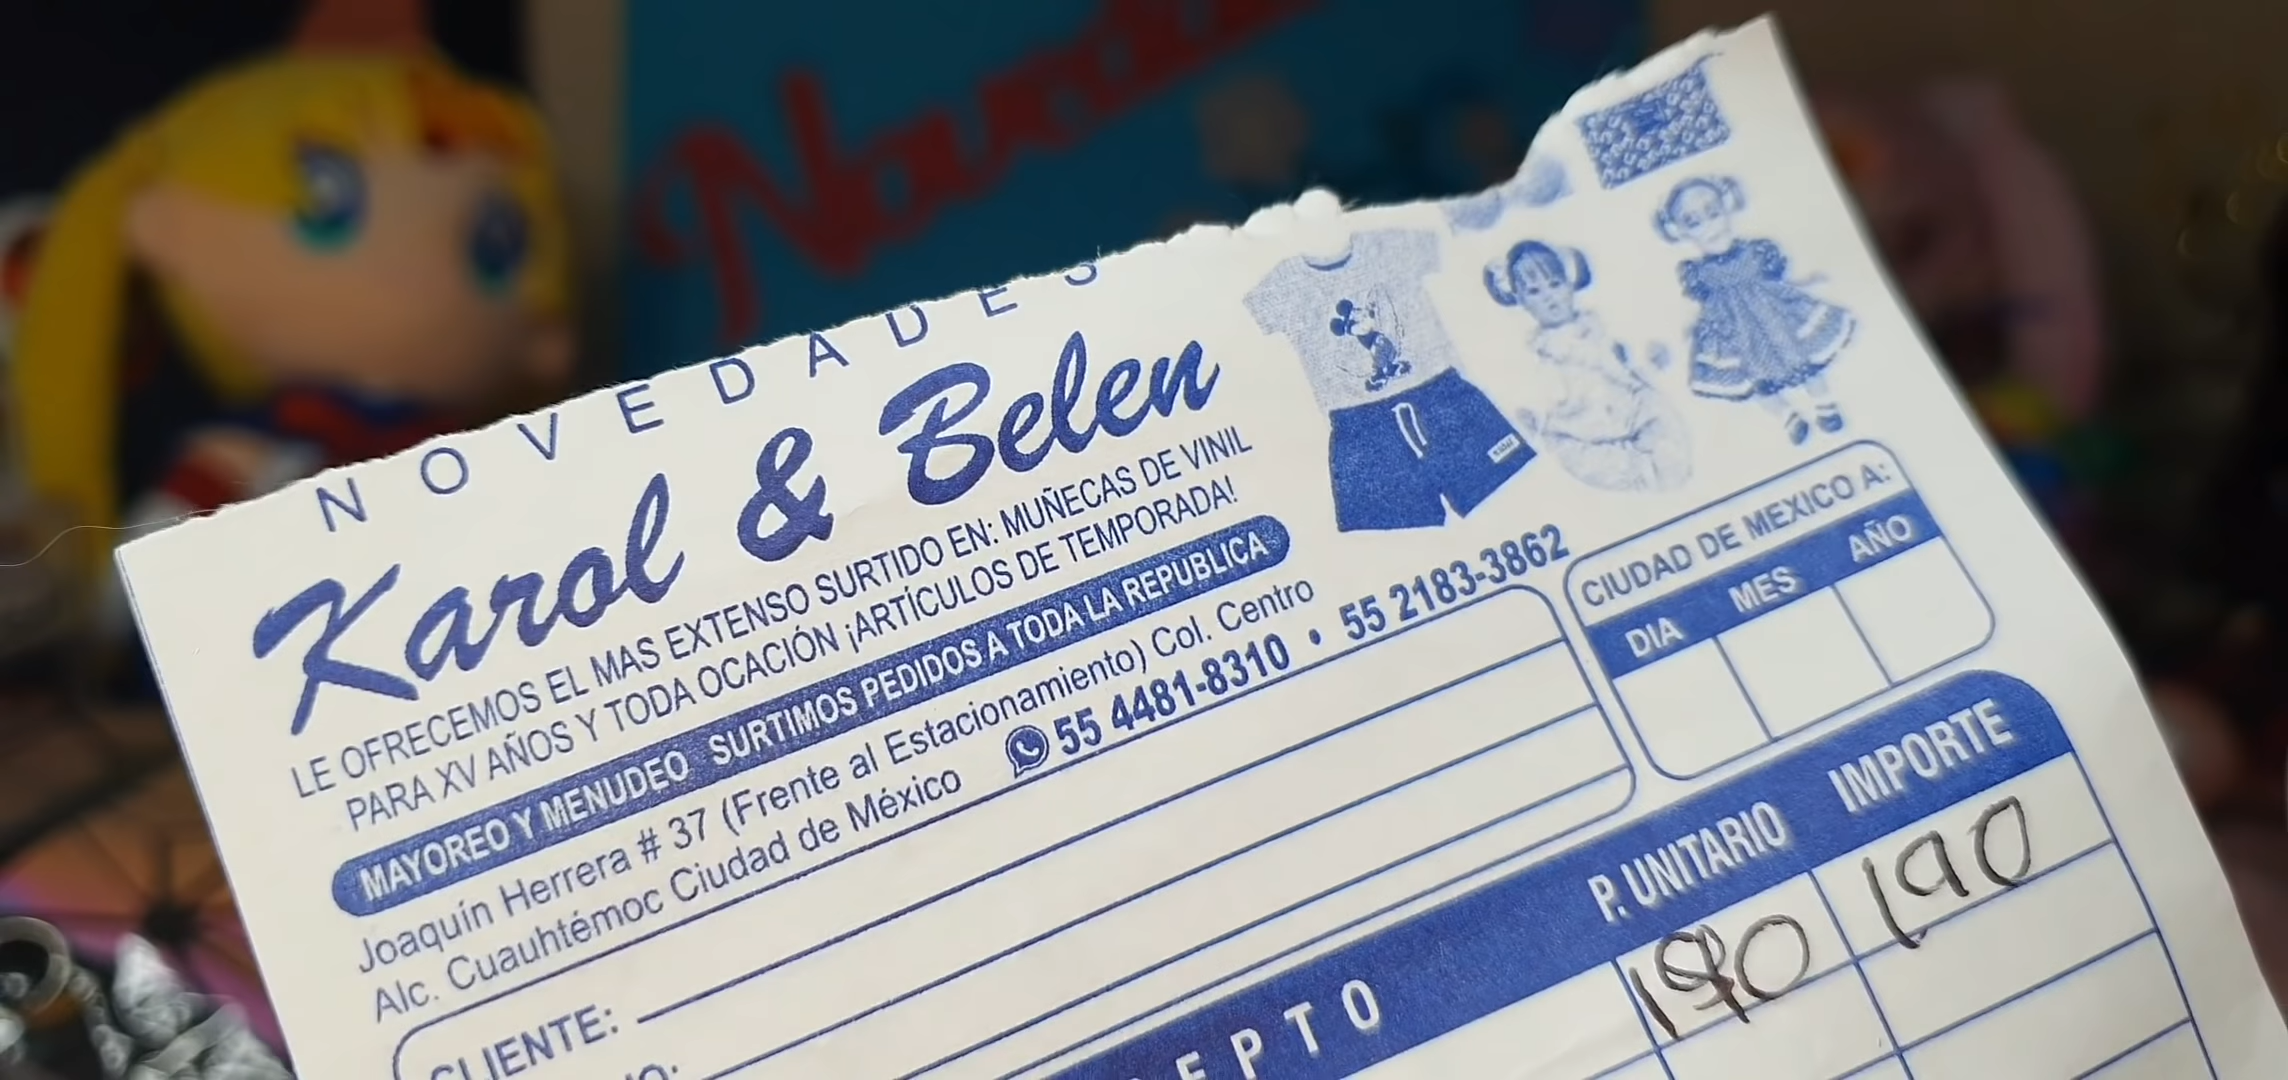 NOVEDADES
Karol & Belen
LE OFRECEMOS EL MAS EXTENSO SURTIDO EN: MUÑECAS DE VINIL
PARA XV AÑOS Y TODA OCACIÓN ¡ARTÍCULOS DE TEMPORADA!
MAYOREO Y MENUDEO SURTIMOS PEDIDOS A TODA LA REPUBLICA
Joaquín Herrera # 37 (Frente al Estacionamiento) Col. Centro
Alc. Cuauhtémoc Ciudad de México
55 4481-8310 • 55 2183-3862
CIUDAD DE MEXICO A:
DIA MES AÑO
CLIENTE:
P. UNITARIO IMPORTE
190 190